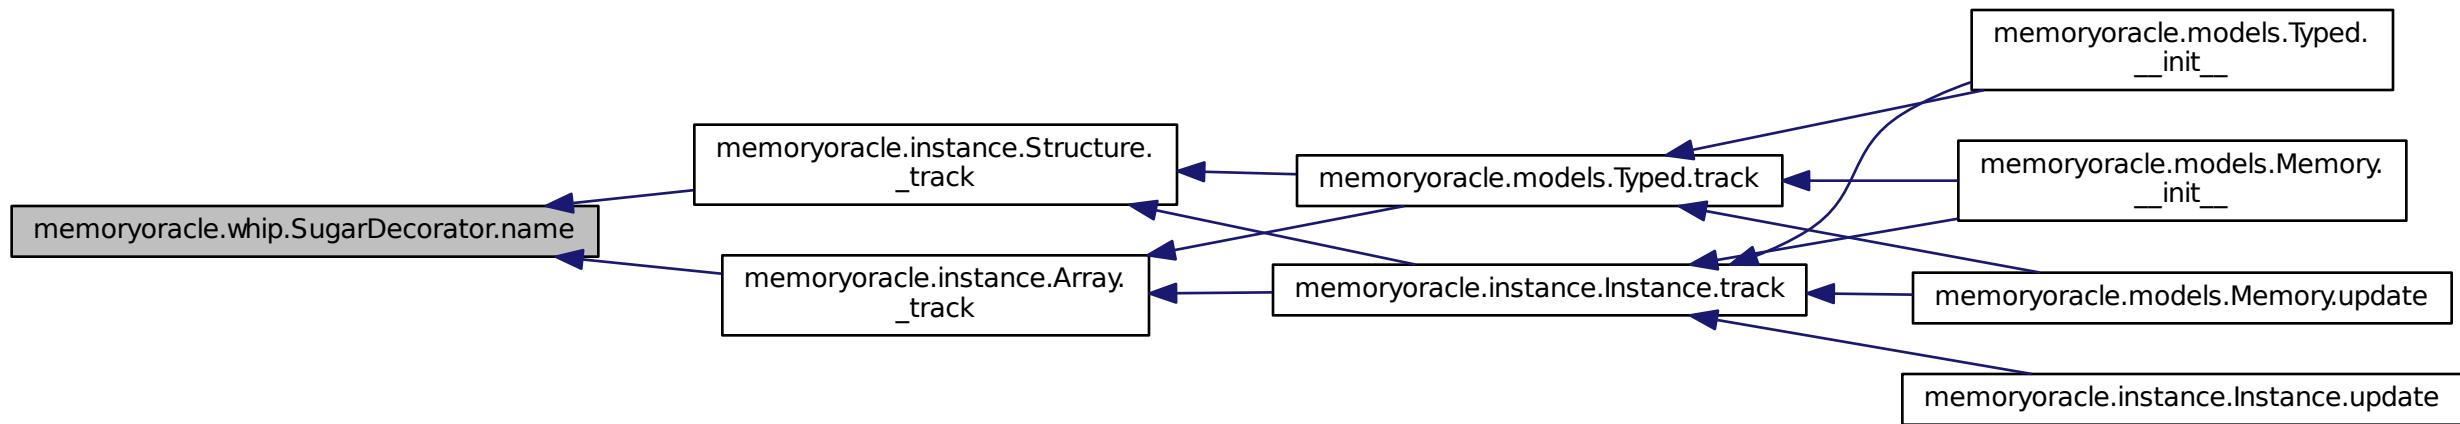 memoryoracle.whip.SugarDecorator.name
memoryoracle.instance.Structure.
_track
memoryoracle.instance.Array.
_track
memoryoracle.models.Typed.track
memoryoracle.instance.Instance.track
memoryoracle.models.Typed.
__init__
memoryoracle.models.Memory.
__init__
memoryoracle.models.Memory.update
memoryoracle.instance.Instance.update